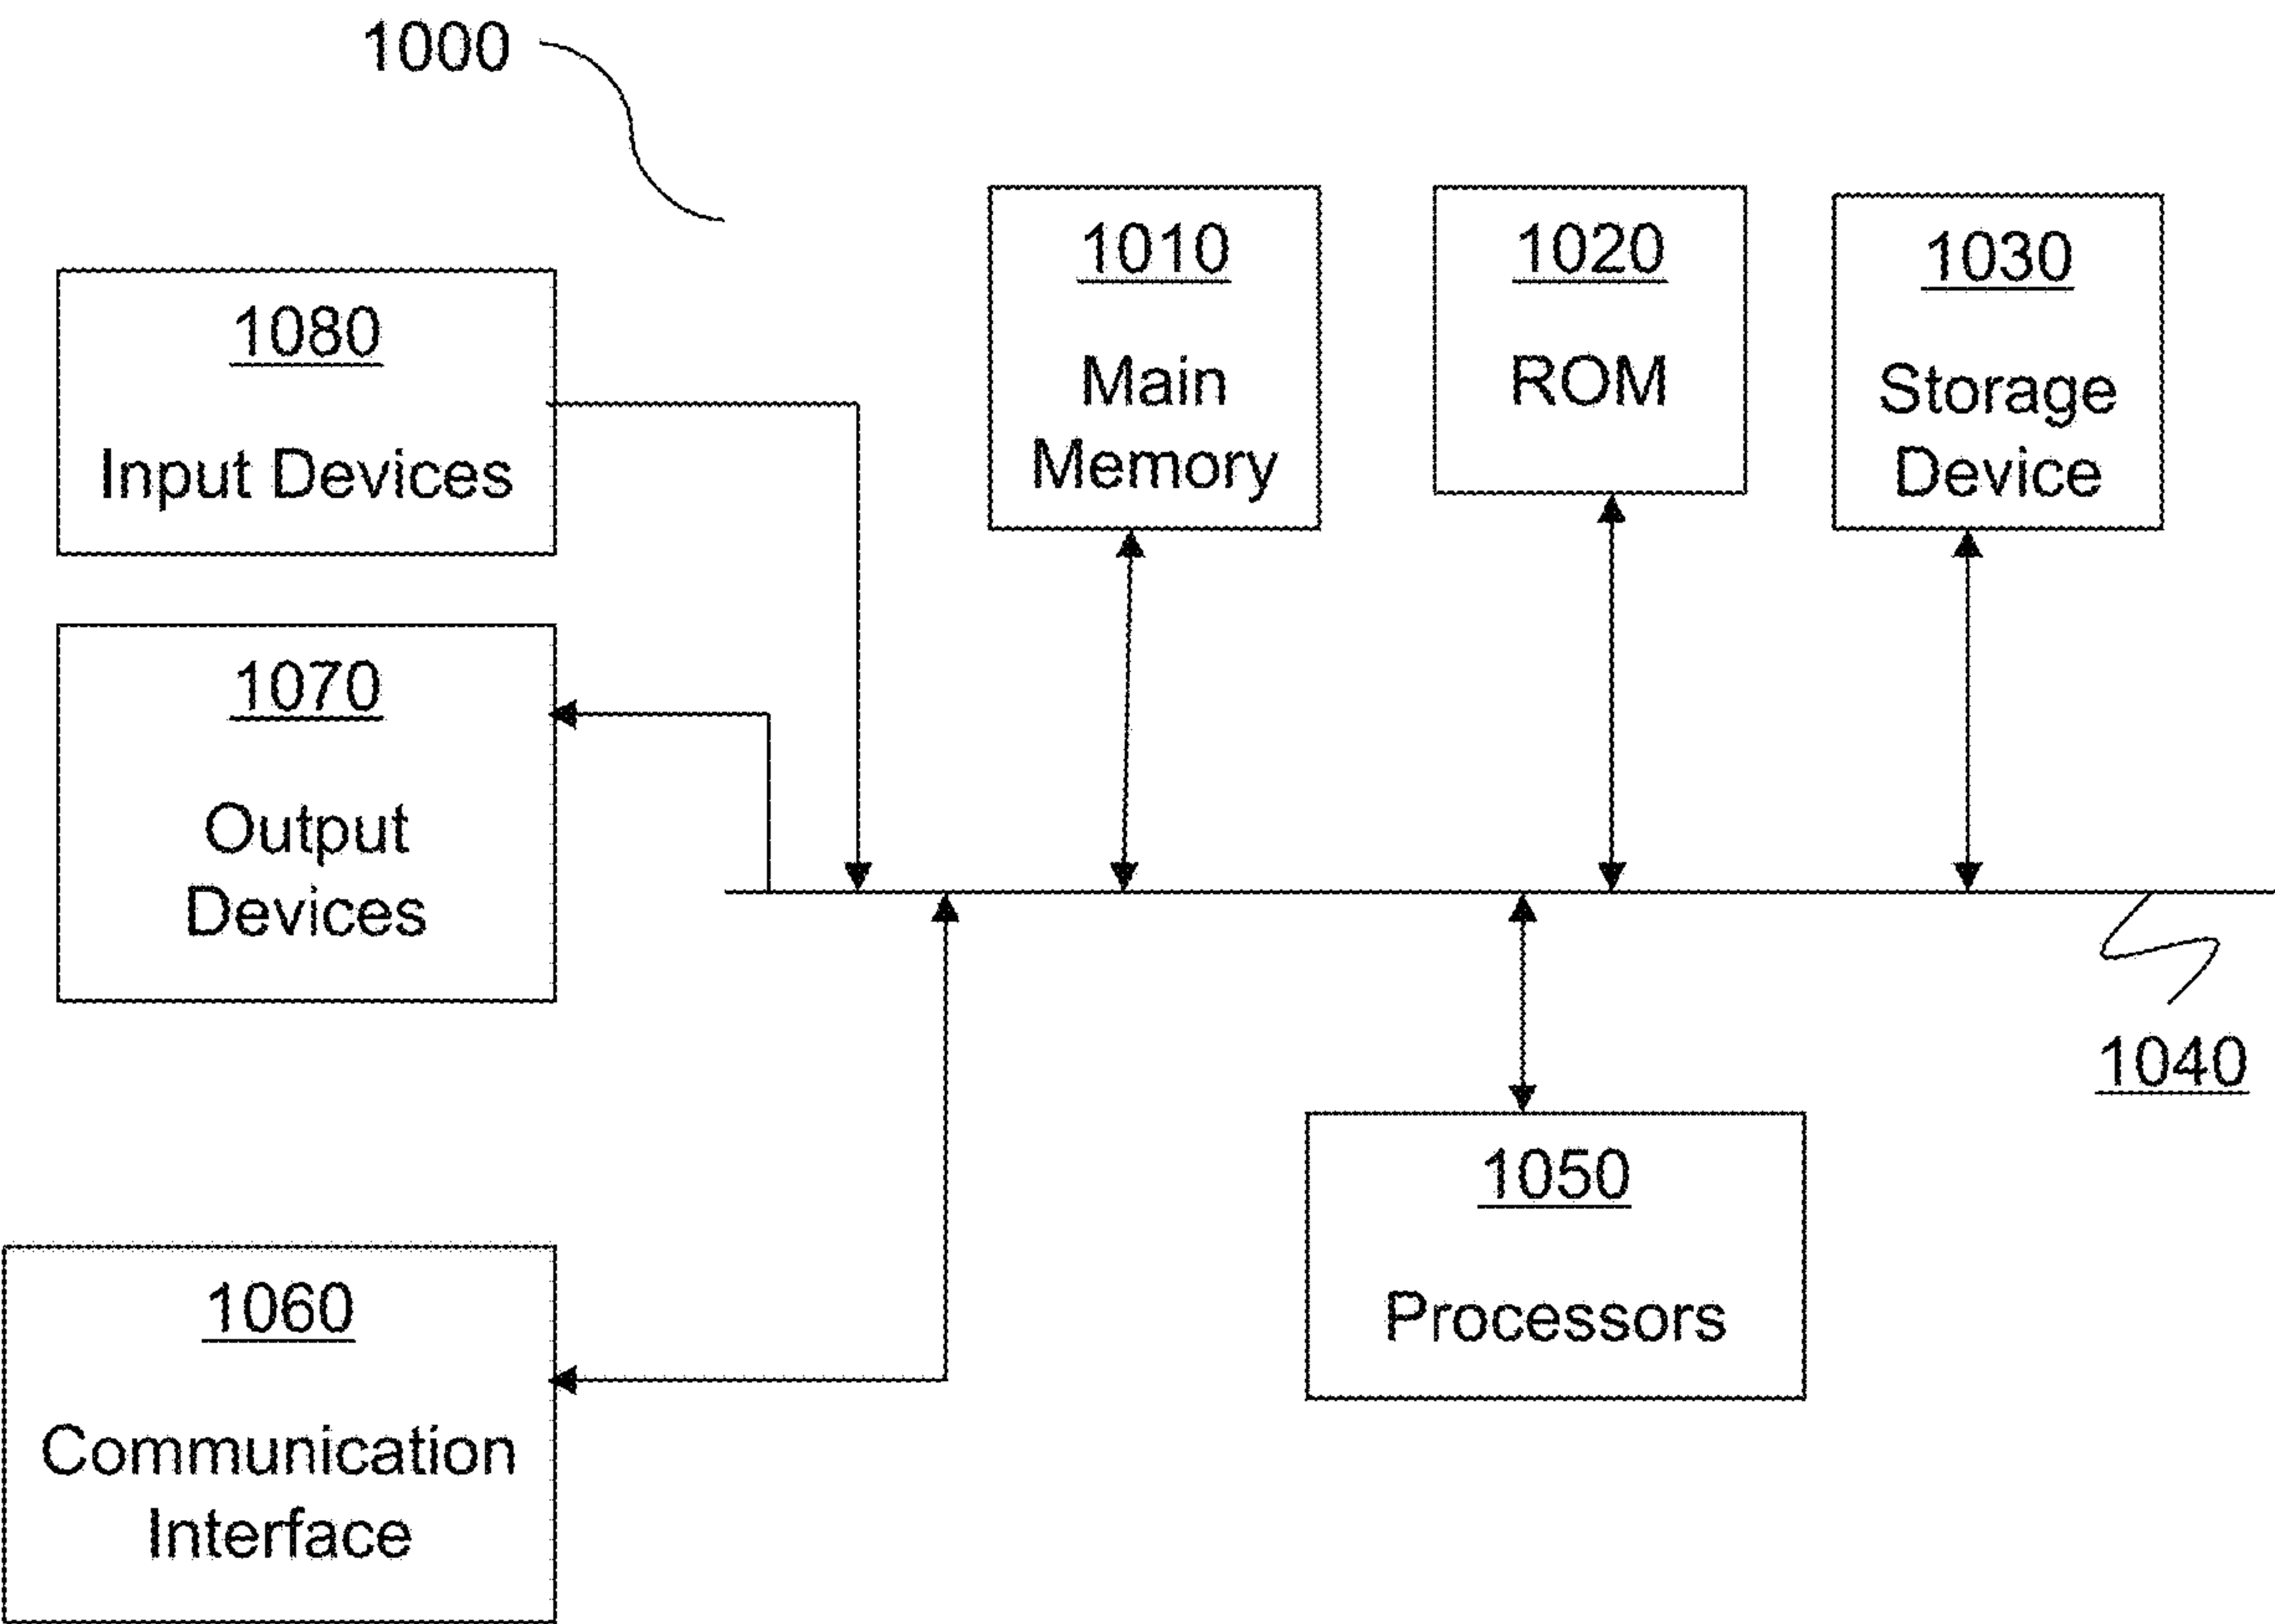 1000
1010
Main
Memory
1020
ROM
1030
Storage
Device
1080
Input Devices
1070
Output
Devices
1040
1050
Processors
1060
Communication
Interface